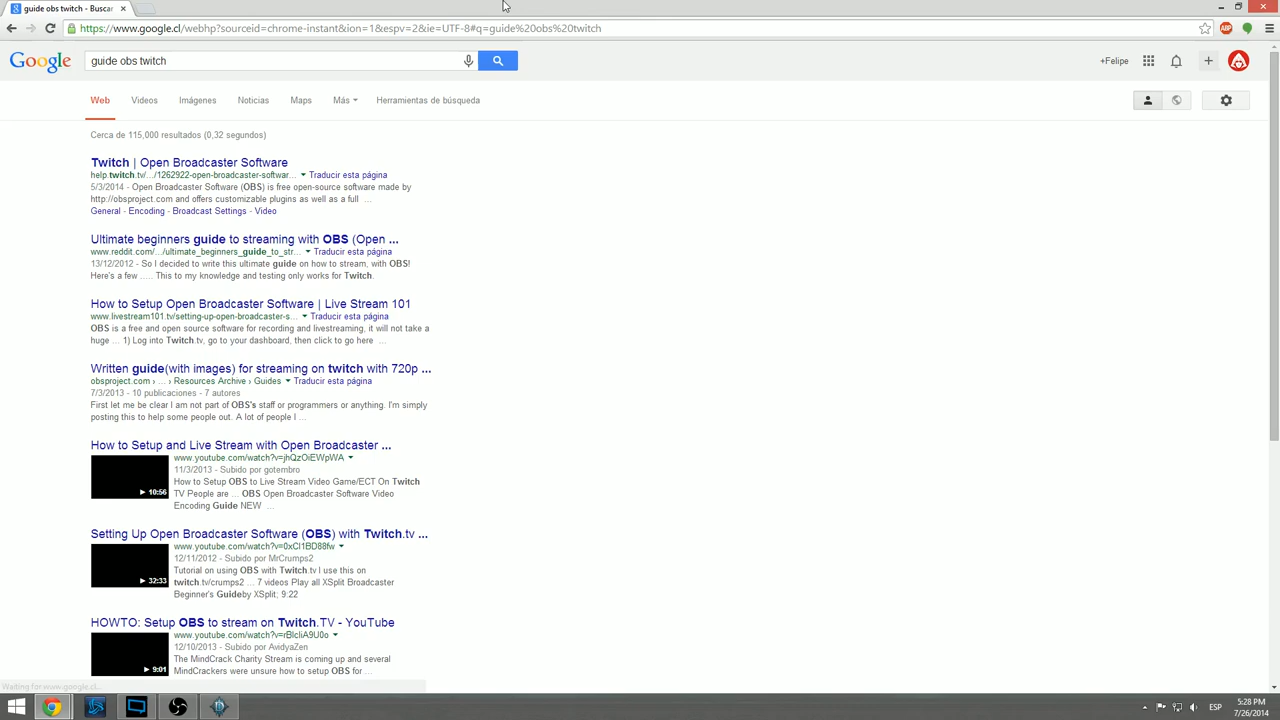 guide obs twitch - Buscar
https://www.google.cl/webhp?sourceid=chrome-instant&ion=1&espv=2&ie=UTF-8#q=guide%20obs%20twitch
Google
guide obs twitch
+Felipe
Web Videos Imágenes Noticias Maps Más Herramientas de búsqueda
Cerca de 115,000 resultados (0,32 segundos)
Twitch | Open Broadcaster Software
help.twitch.tv/.../1262922-open-broadcaster-softwar... Traducir esta página
5/3/2014 - Open Broadcaster Software (OBS) is free open-source software made by
http://obsproject.com and offers customizable plugins as well as a full ...
General - Encoding - Broadcast Settings - Video
Ultimate beginners guide to streaming with OBS (Open ...
www.reddit.com/.../ultimate_beginners_guide_to_str... Traducir esta página
13/12/2012 - So I decided to write this ultimate guide on how to stream, with OBS!
Here's a few ..... This to my knowledge and testing only works for Twitch.
How to Setup Open Broadcaster Software | Live Stream 101
www.livestream101.tv/setting-up-open-broadcaster-s... Traducir esta página
OBS is a free and open source software for recording and livestreaming, it will not take a
huge ... 1) Log into Twitch.tv, go to your dashboard, then click to go here ...
Written guide(with images) for streaming on twitch with 720p ...
obsproject.com › ... › Resources Archive › Guides Traducir esta página
7/3/2013 - 10 publicaciones - 7 autores
First let me be clear I am not part of OBS's staff or programmers or anything. I'm simply
posting this to help some people out. A lot of people I ...
How to Setup and Live Stream with Open Broadcaster ...
www.youtube.com/watch?v=jhQzOiEWpWA
11/3/2013 - Subido por gotembro
How to Setup OBS to Live Stream Video Game/ECT On Twitch
TV People are ... OBS Open Broadcaster Software Video
Encoding Guide NEW ...
10:56
Setting Up Open Broadcaster Software (OBS) with Twitch.tv ...
www.youtube.com/watch?v=0xCl1BD88fw
12/11/2012 - Subido por MrCrumps2
Tutorial on using OBS with Twitch.tv I use this on
twitch.tv/crumps2 ... 7 videos Play all XSplit Broadcaster
Beginner's Guideby XSplit; 9:22
32:33
HOWTO: Setup OBS to stream on Twitch.TV - YouTube
www.youtube.com/watch?v=rBlcliA9U0o
12/10/2013 - Subido por AvidyaZen
The MindCrack Charity Stream is coming up and several
MindCrackers were unsure how to setup OBS for ...
9:01
Waiting for www.google.cl...
ESP
5:28 PM
7/26/2014